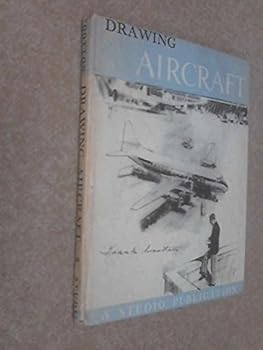 DRAWING
AIRCRAFT
A STUDIO PUBLICATION
DRAWING AIRCRAFT